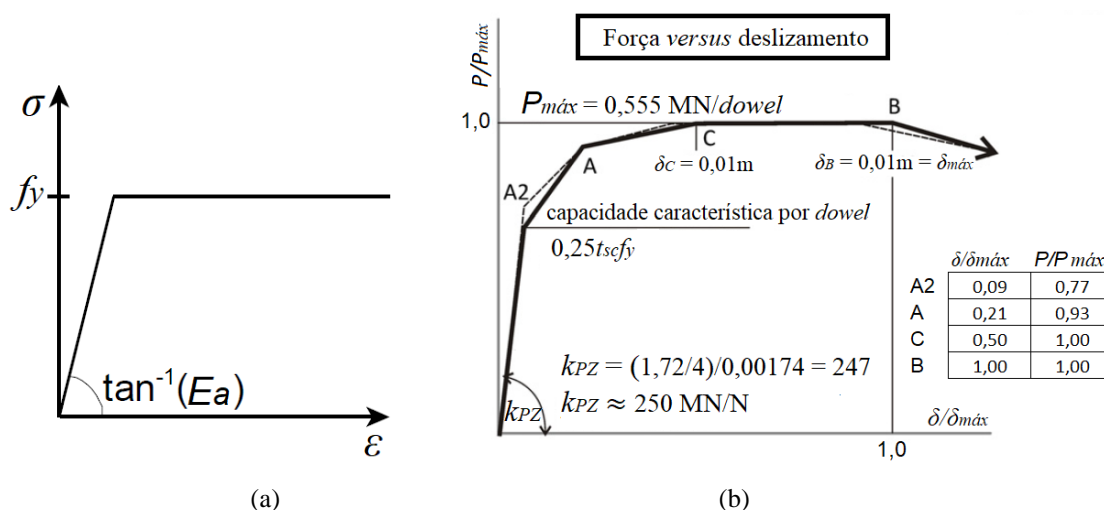 σ
fy
tan⁻¹(Ea)
ε
(a)
Força versus deslizamento
P/Pmáx
1,0
Pmáx = 0,555 MN/dowel
B
C
A
δC = 0,01m
δB = 0,01m = δmáx
A2
capacidade característica por dowel
0,25tscfy
δ/δmáx P/P máx
A2 0,09 0,77
A 0,21 0,93
C 0,50 1,00
B 1,00 1,00
kPZ = (1,72/4)/0,00174 = 247
kPZ ≈ 250 MN/N
kPZ
δ/δmáx
1,0
(b)